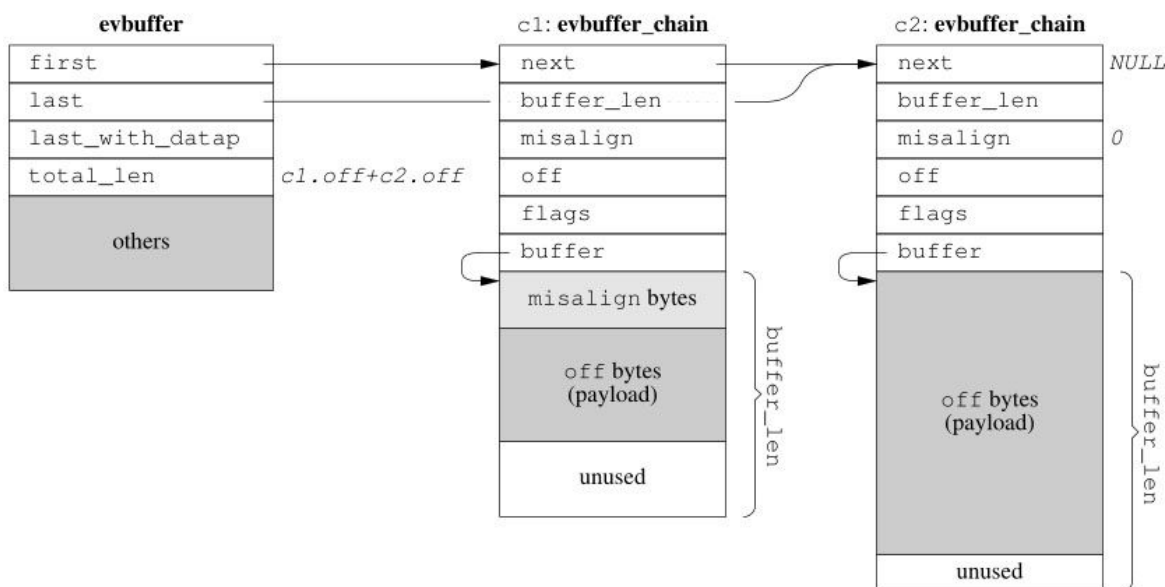 evbuffer
first
last
last_with_datap
total_len
c1.off+c2.off
others
c1: evbuffer_chain
next
buffer_len
misalign
off
flags
buffer
misalign bytes
off bytes
(payload)
unused
buffer_len
c2: evbuffer_chain
next
NULL
buffer_len
misalign
0
off
flags
buffer
off bytes
(payload)
unused
buffer_len